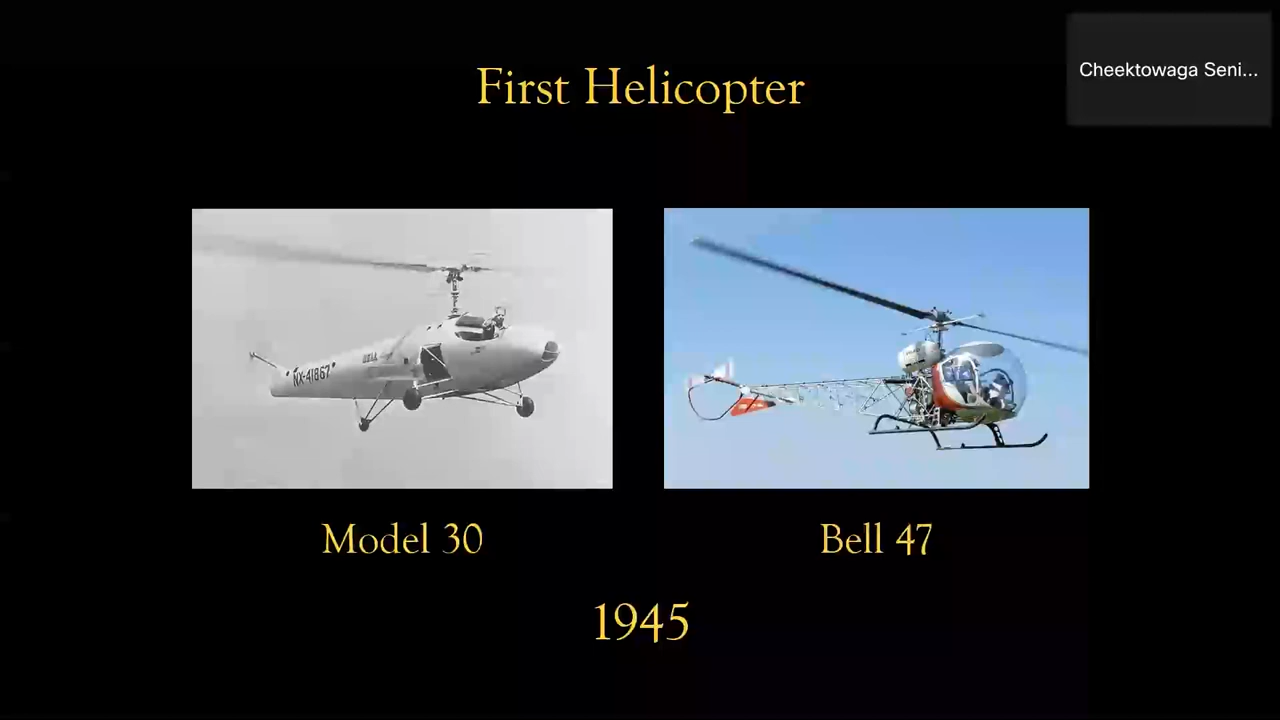 Cheektowaga Seni...
First Helicopter
NX-41867
Model 30
Bell 47
1945